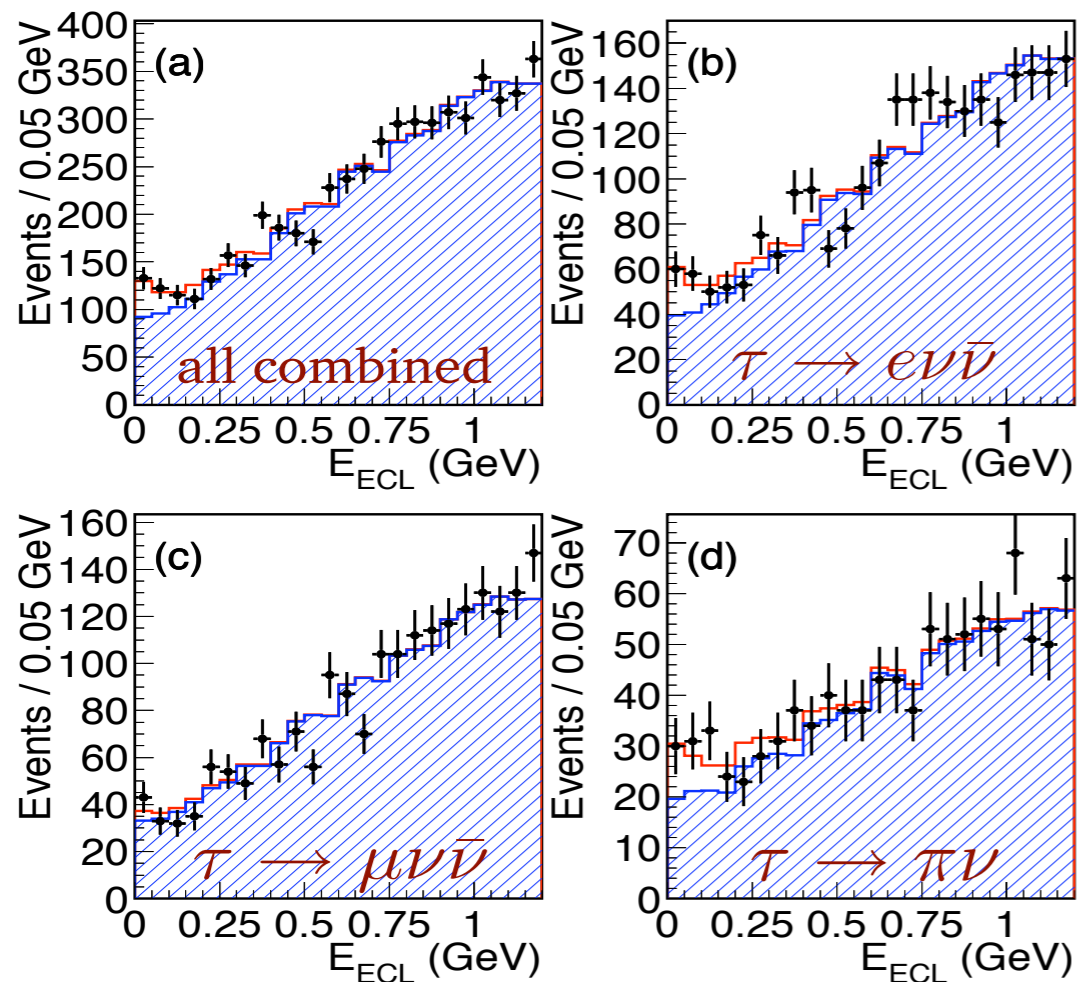 (a)
Events / 0.05 GeV
400
350
300
250
200
150
100
50
0
all combined
0 0.25 0.5 0.75 1
E_ECL (GeV)
(b)
Events / 0.05 GeV
160
140
120
100
80
60
40
20
0
τ → eνν̄
0 0.25 0.5 0.75 1
E_ECL (GeV)
(c)
Events / 0.05 GeV
160
140
120
100
80
60
40
20
0
τ → μνν̄
0 0.25 0.5 0.75 1
E_ECL (GeV)
(d)
Events / 0.05 GeV
70
60
50
40
30
20
10
0
τ → πν
0 0.25 0.5 0.75 1
E_ECL (GeV)